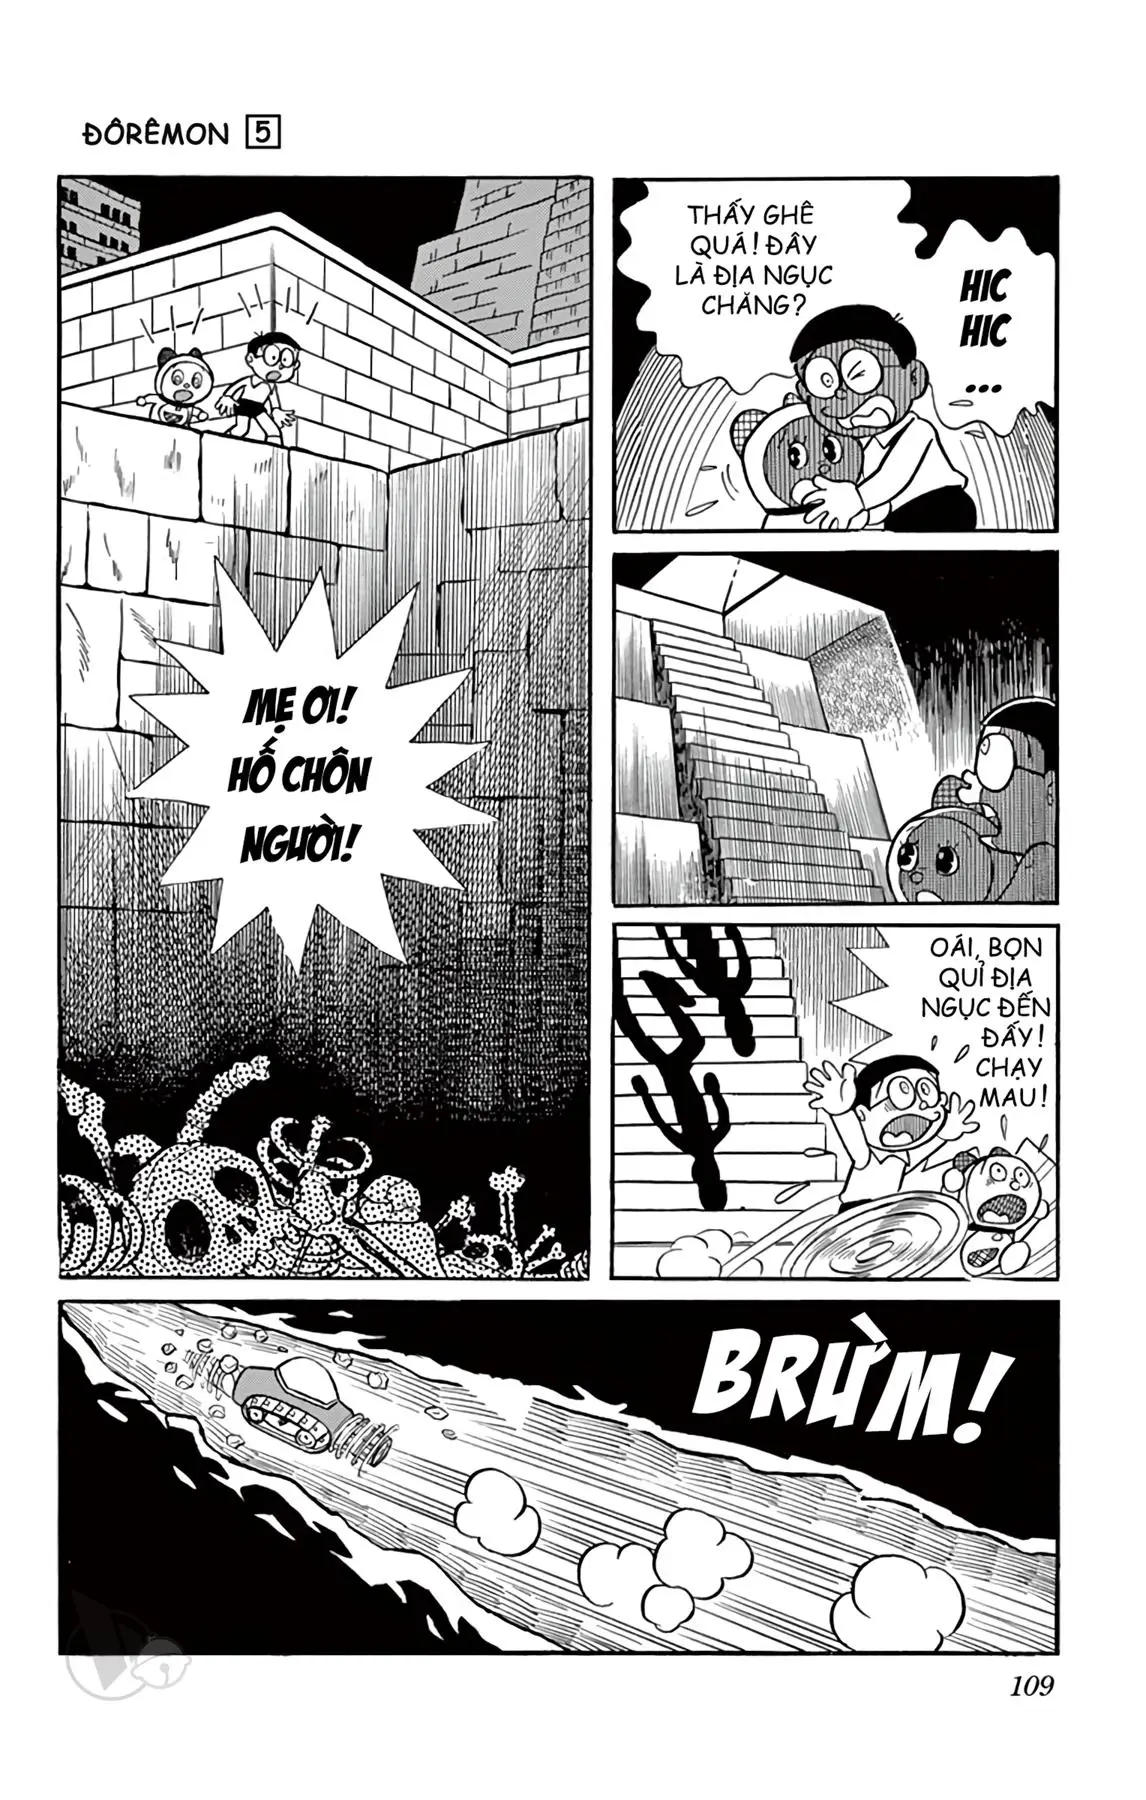 ĐÔRÊMON 5
MẸ ƠI!
HỐ CHÔN
NGƯỜI!
THẤY GHÊ
QUÁ! ĐÂY
LÀ ĐỊA NGỤC
CHĂNG?
HIC
HIC
...
OÁI, BỌN
QUỈ ĐỊA
NGỤC ĐẾN
ĐẤY!
CHẠY
MAU!
BRỪM!
109